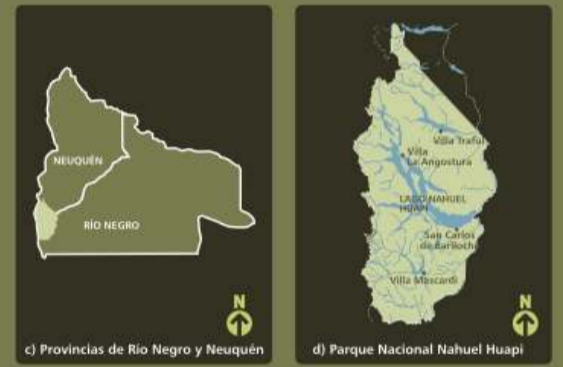 NEUQUÉN
RÍO NEGRO
N
c) Provincias de Río Negro y Neuquén
Villa Traful
Villa
La Angostura
LAGO NAHUEL
HUAPI
San Carlos
de Bariloche
Villa Mascardi
N
d) Parque Nacional Nahuel Huapi